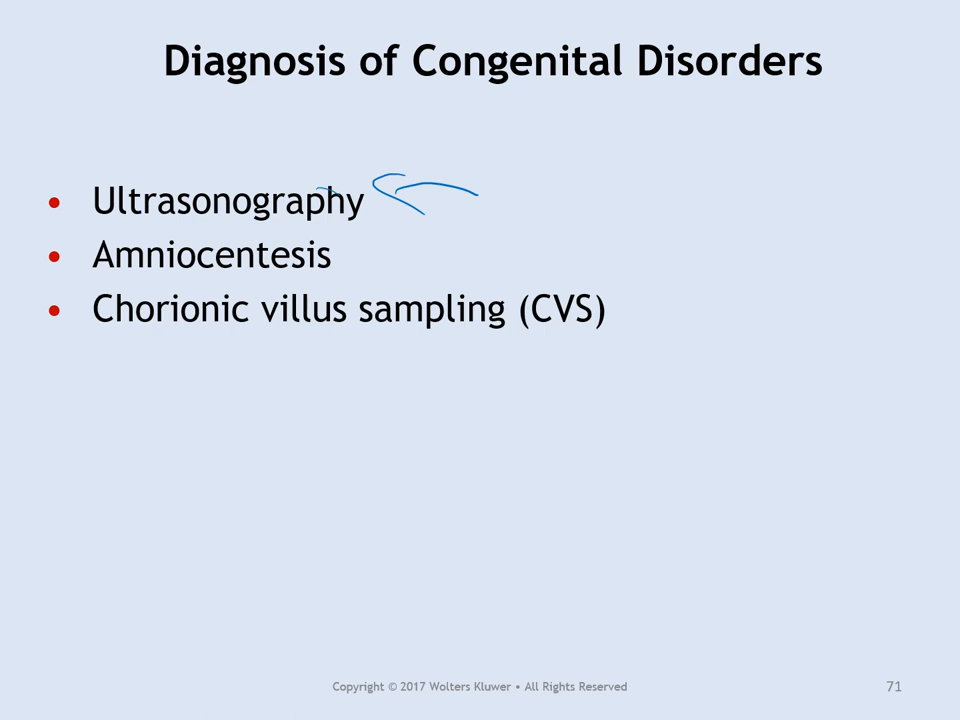 Diagnosis of Congenital Disorders
• Ultrasonography
• Amniocentesis
• Chorionic villus sampling (CVS)
Copyright © 2017 Wolters Kluwer • All Rights Reserved
71